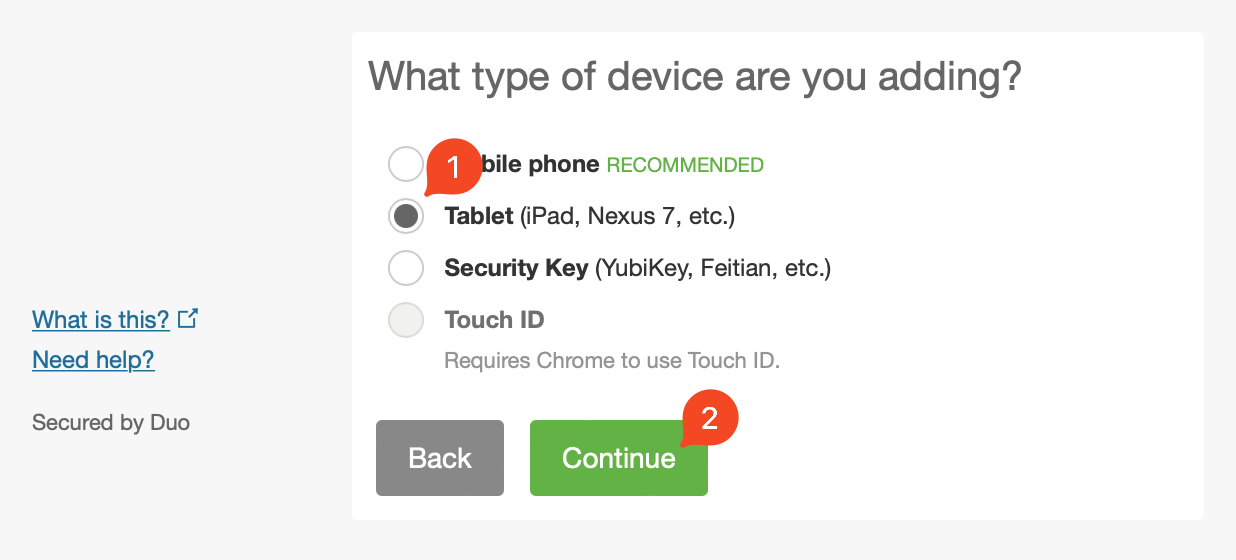 What type of device are you adding?
1
bile phone RECOMMENDED
Tablet (iPad, Nexus 7, etc.)
Security Key (YubiKey, Feitian, etc.)
Touch ID
Requires Chrome to use Touch ID.
What is this?
Need help?
Secured by Duo
2
Back
Continue